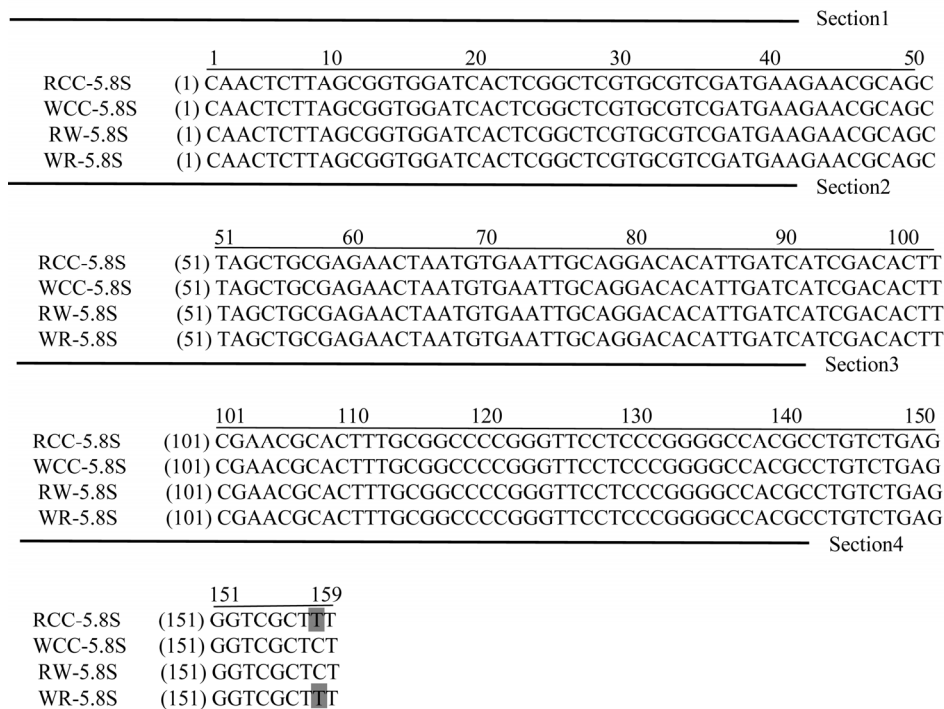 Section1
1 10 20 30 40 50
RCC-5.8S (1) CAACTCTTAGCGGTGGATCACTCGGCTCGTGCGTCGATGAAGAACGCAGC
WCC-5.8S (1) CAACTCTTAGCGGTGGATCACTCGGCTCGTGCGTCGATGAAGAACGCAGC
RW-5.8S (1) CAACTCTTAGCGGTGGATCACTCGGCTCGTGCGTCGATGAAGAACGCAGC
WR-5.8S (1) CAACTCTTAGCGGTGGATCACTCGGCTCGTGCGTCGATGAAGAACGCAGC
Section2
51 60 70 80 90 100
RCC-5.8S (51) TAGCTGCGAGAACTAATGTGAATTGCAGGACACATTGATCATCGACACTT
WCC-5.8S (51) TAGCTGCGAGAACTAATGTGAATTGCAGGACACATTGATCATCGACACTT
RW-5.8S (51) TAGCTGCGAGAACTAATGTGAATTGCAGGACACATTGATCATCGACACTT
WR-5.8S (51) TAGCTGCGAGAACTAATGTGAATTGCAGGACACATTGATCATCGACACTT
Section3
101 110 120 130 140 150
RCC-5.8S (101) CGAACGCACTTTGCGGCCCCGGGTTCCTCCCGGGGCCACGCCTGTCTGAG
WCC-5.8S (101) CGAACGCACTTTGCGGCCCCGGGTTCCTCCCGGGGCCACGCCTGTCTGAG
RW-5.8S (101) CGAACGCACTTTGCGGCCCCGGGTTCCTCCCGGGGCCACGCCTGTCTGAG
WR-5.8S (101) CGAACGCACTTTGCGGCCCCGGGTTCCTCCCGGGGCCACGCCTGTCTGAG
Section4
151 159
RCC-5.8S (151) GGTCGCTTT
WCC-5.8S (151) GGTCGCTCT
RW-5.8S (151) GGTCGCTCT
WR-5.8S (151) GGTCGCTTT